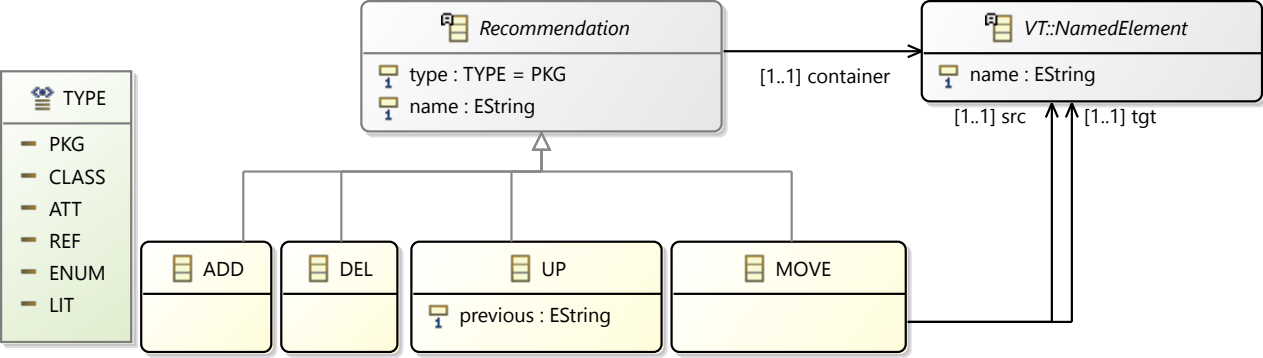 Recommendation
type : TYPE = PKG
name : EString
[1..1] container
VT::NamedElement
name : EString
[1..1] src
[1..1] tgt
TYPE
PKG
CLASS
ATT
REF
ENUM
LIT
ADD
DEL
UP
previous : EString
MOVE